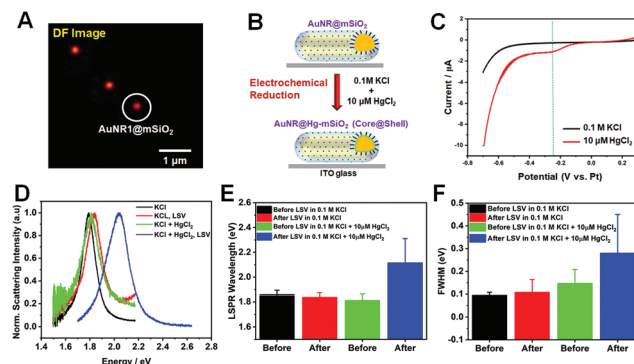 A
DF Image
AuNR1@mSiO₂
1 µm
B
AuNR@mSiO₂
Electrochemical
Reduction
0.1M KCl
+
10 µM HgCl₂
AuNR@Hg-mSiO₂ (Core@Shell)
ITO glass
C
Current / µA
0
-2
-4
-6
-8
-10
0.1 M KCl
10 µM HgCl₂
-0.6
-0.3
0.0
0.3
Potential (V vs. Pt)
D
Norm. Scattering Intensity (a.u)
1.0
0.8
0.6
0.4
0.2
0.0
KCl
KCL, LSV
KCl + HgCl₂
KCl + HgCl₂, LSV
1.4
1.6
1.8
2.0
2.2
2.4
2.6
2.8
Energy / eV
E
LSPR Wavelength (eV)
2.6
2.4
2.2
2.0
1.8
Before LSV in 0.1 M KCl
After LSV in 0.1 M KCl
Before LSV in 0.1 M KCl + 10µM HgCl₂
After LSV in 0.1 M KCl + 10µM HgCl₂
Before
After
Before
After
F
FWHM (eV)
0.5
0.4
0.3
0.2
0.1
0.0
-0.1
Before LSV in 0.1 M KCl
After LSV in 0.1 M KCl
Before LSV in 0.1 M KCl + 10µM HgCl₂
After LSV in 0.1 M KCl + 10µM HgCl₂
Before
After
Before
After